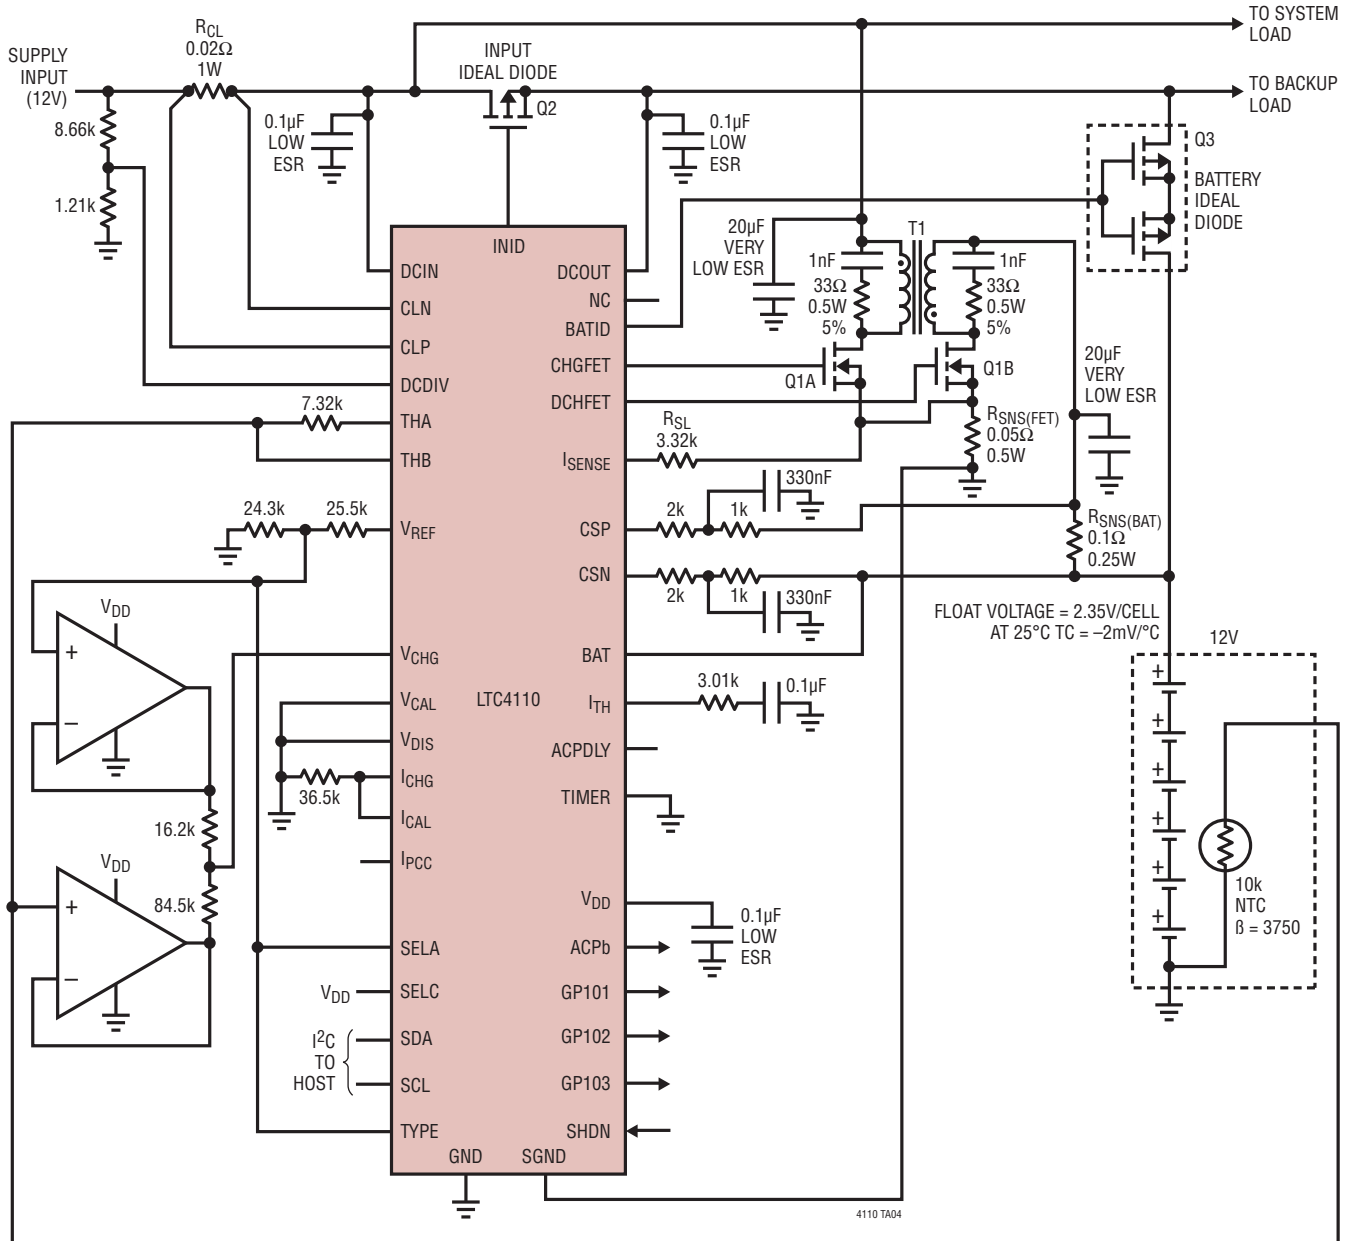 TO SYSTEM
LOAD
RCL
0.02Ω
1W
SUPPLY
INPUT
(12V)
INPUT
IDEAL DIODE
Q2
TO BACKUP
LOAD
8.66k
0.1µF
LOW
ESR
0.1µF
LOW
ESR
Q3
BATTERY
IDEAL
DIODE
1.21k
INID
20µF
VERY
LOW ESR
T1
1nF
33Ω
0.5W
5%
1nF
33Ω
0.5W
5%
DCIN
CLN
CLP
DCDIV
DCOUT
NC
BATID
CHGFET
DCHFET
Q1A
Q1B
20µF
VERY
LOW ESR
7.32k
THA
THB
RSL
3.32k
ISENSE
RSNS(FET)
0.05Ω
0.5W
330nF
24.3k
25.5k
VREF
CSP
2k
1k
RSNS(BAT)
0.1Ω
0.25W
CSN
2k
1k
330nF
FLOAT VOLTAGE = 2.35V/CELL
AT 25°C TC = –2mV/°C
12V
VDD
+
–
VCHG
BAT
3.01k
0.1µF
VCAL
LTC4110
ITH
VDIS
ACPDLY
ICHG
36.5k
TIMER
ICAL
16.2k
IPCC
VDD
+
–
84.5k
VDD
0.1µF
LOW
ESR
+
+
+
+
+
+
10k
NTC
ß = 3750
SELA
ACPb
VDD
SELC
GP101
I2C
TO
HOST
SDA
GP102
SCL
GP103
TYPE
SHDN
GND
SGND
4110 TA04